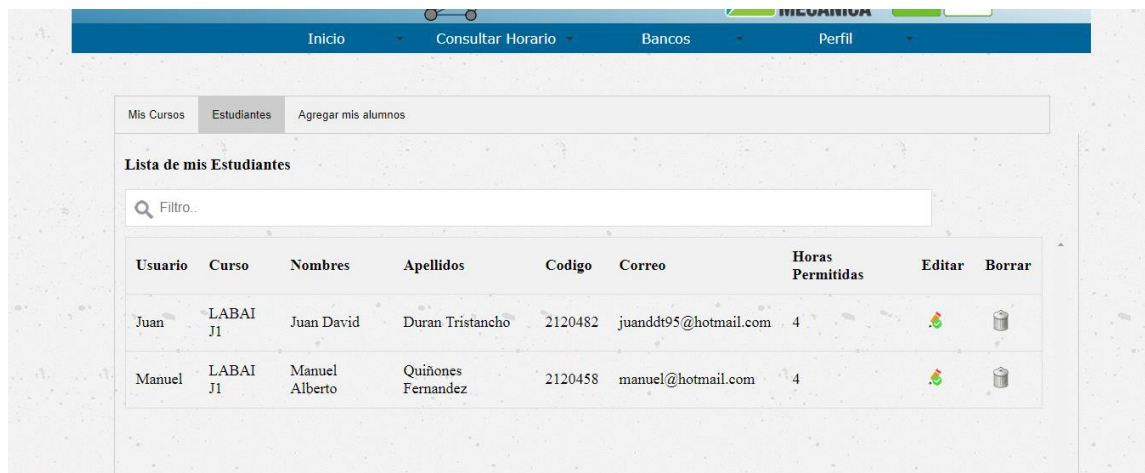 MECANICA
Inicio Consultar Horario Bancos Perfil
Mis Cursos Estudiantes Agregar mis alumnos
Lista de mis Estudiantes
Filtro..
Usuario Curso Nombres Apellidos Codigo Correo Horas Permitidas Editar Borrar
Juan LABAI J1 Juan David Duran Tristancho 2120482 juanddt95@hotmail.com 4
Manuel LABAI J1 Manuel Alberto Quiñones Fernandez 2120458 manuel@hotmail.com 4